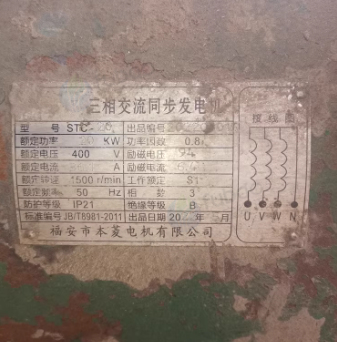 三相交流同步发电机
接线图
型 号 STC- 出品编号
额定功率 KW 功率因数 0.8
额定电压 400 V 励磁电压
额定电流 A 励磁电流
额定转速 1500 r/min 工作额定 S1
额定频率 50 Hz 相 数 3
防护等级 IP21 绝缘等级 B
标准编号 JB/T8981-2011 出品日期 20 年 月
U V W N
福安市本菱电机有限公司